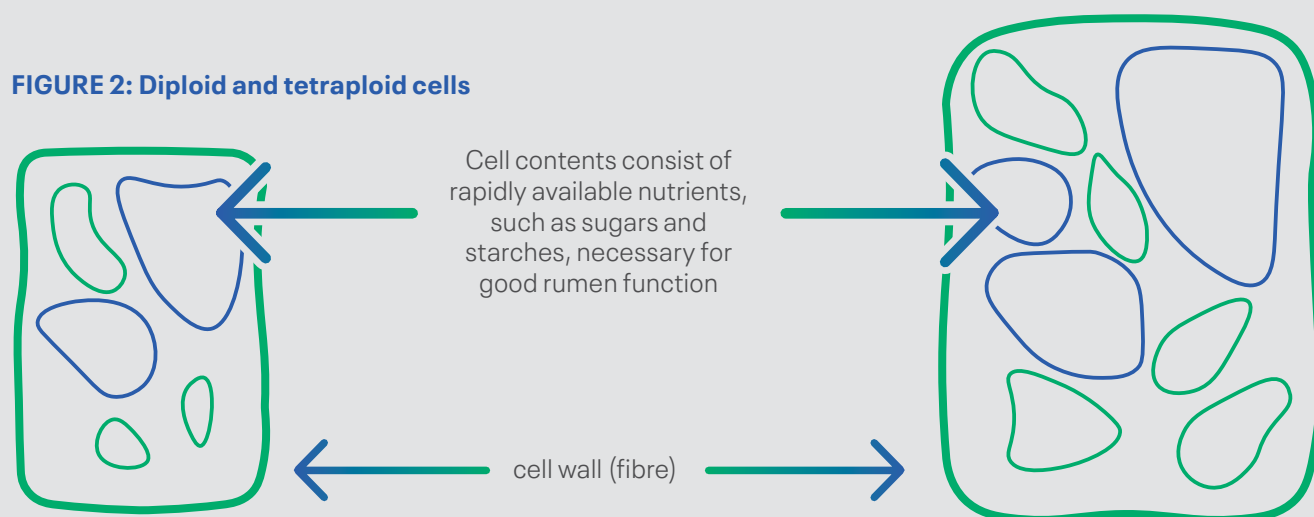 FIGURE 2: Diploid and tetraploid cells
Cell contents consist of
rapidly available nutrients,
such as sugars and
starches, necessary for
good rumen function
cell wall (fibre)